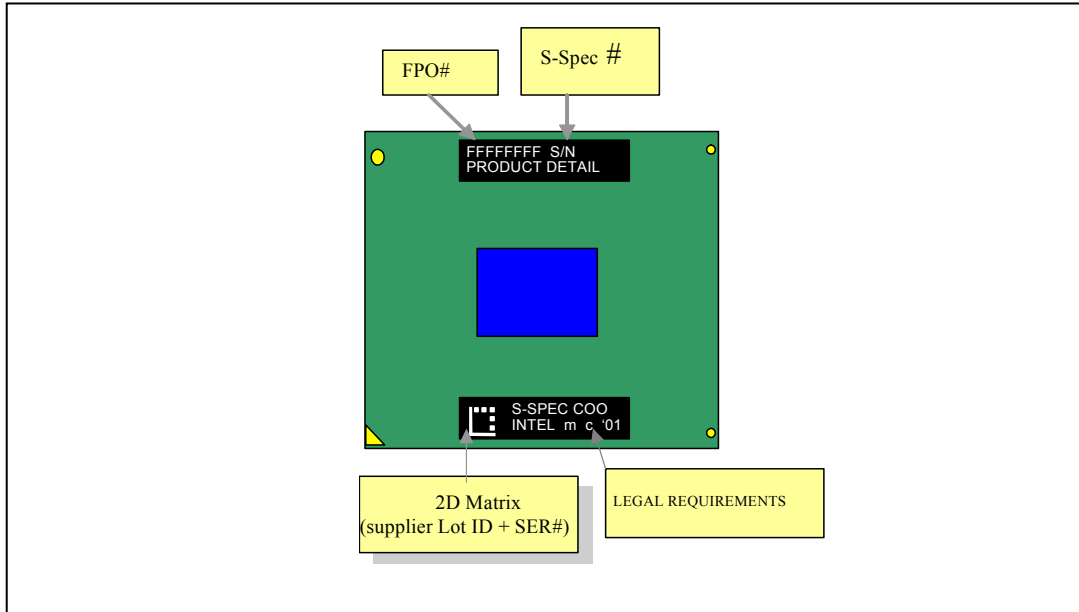 FPO#
S-Spec #
FFFFFFFF S/N
PRODUCT DETAIL
S-SPEC COO
INTEL m c '01
2D Matrix
(supplier Lot ID + SER#)
LEGAL REQUIREMENTS